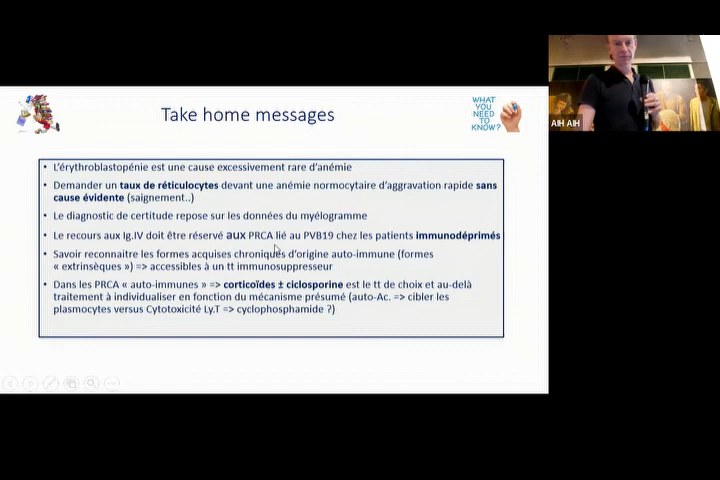 Take home messages
WHAT
YOU
NEED
TO
KNOW?
AIH AIH
• L'érythroblastopénie est une cause excessivement rare d'anémie
• Demander un taux de réticulocytes devant une anémie normocytaire d'aggravation rapide sans
cause évidente (saignement..)
• Le diagnostic de certitude repose sur les données du myélogramme
• Le recours aux Ig.IV doit être réservé aux PRCA lié au PVB19 chez les patients immunodéprimés
• Savoir reconnaitre les formes acquises chroniques d'origine auto-immune (formes
« extrinsèques ») => accessibles à un tt immunosuppresseur
• Dans les PRCA « auto-immunes » => corticoïdes ± ciclosporine est le tt de choix et au-delà
traitement à individualiser en fonction du mécanisme présumé (auto-Ac. => cibler les
plasmocytes versus Cytotoxicité Ly.T => cyclophosphamide ?)